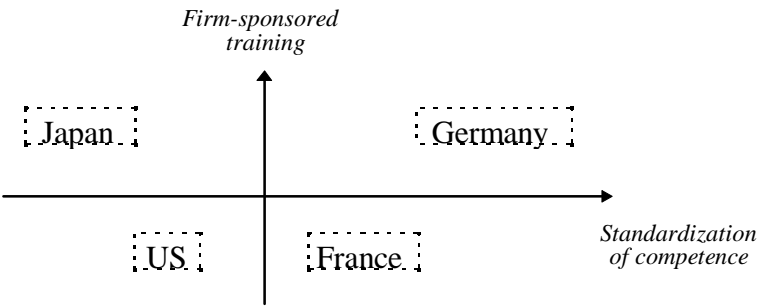 Firm-sponsored
training
Japan
Germany
US
France
Standardization
of competence